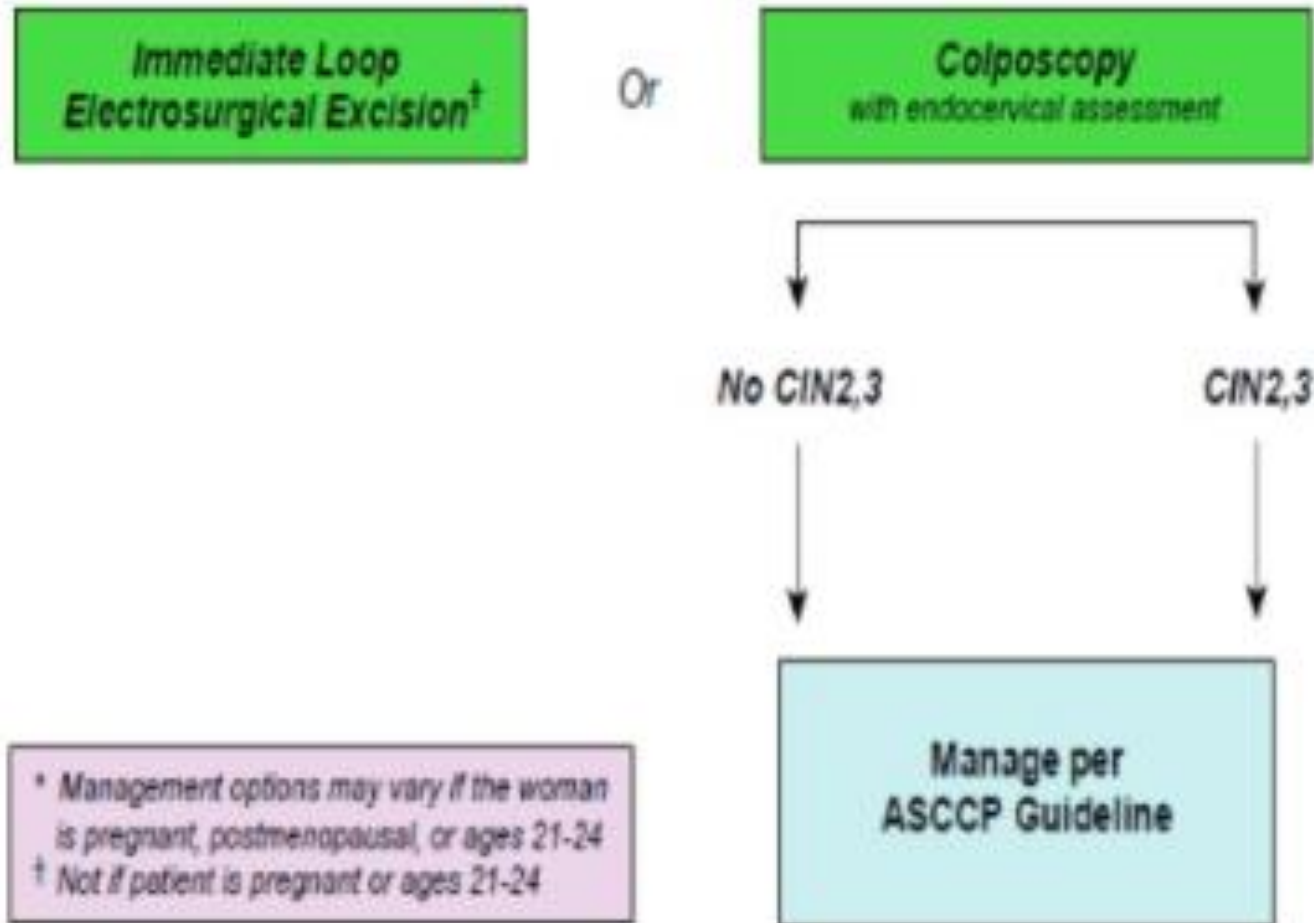 Immediate Loop
Electrosurgical Excision†
Or
Colposcopy
with endocervical assessment
No CIN2,3
CIN2,3
Manage per
ASCCP Guideline
* Management options may vary if the woman
is pregnant, postmenopausal, or ages 21-24
† Not if patient is pregnant or ages 21-24